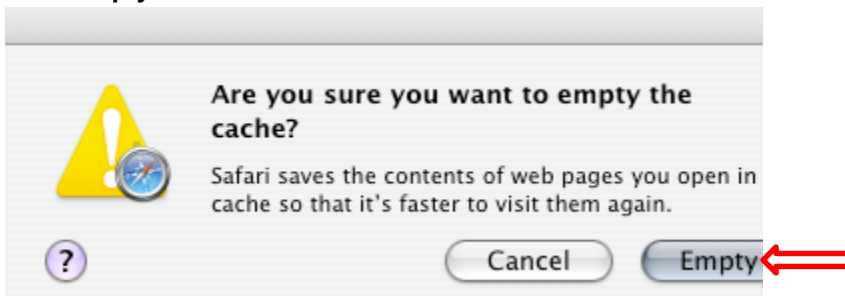 Are you sure you want to empty the
cache?
Safari saves the contents of web pages you open in
cache so that it's faster to visit them again.
?
Cancel
Empty